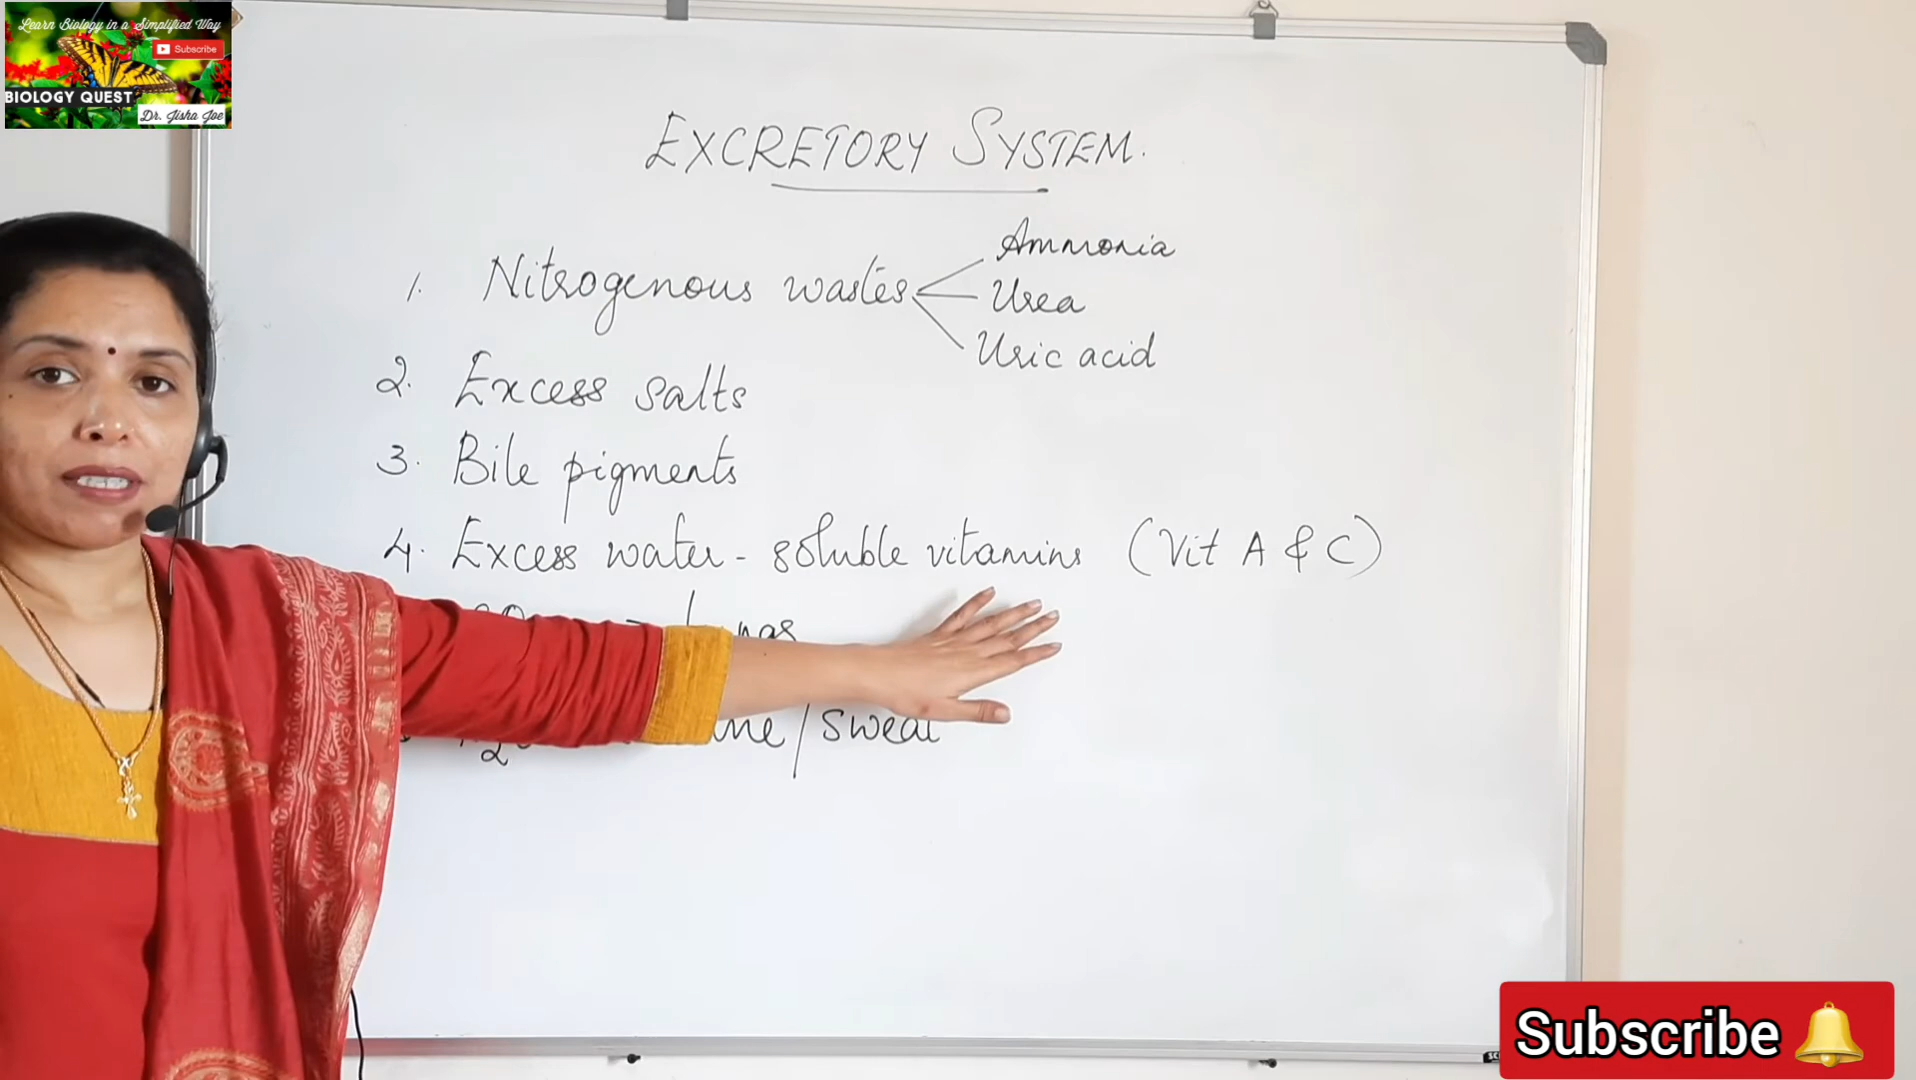 Learn Biology in a Simplified Way
Subscribe
BIOLOGY QUEST
Dr. Jisha Joe
EXCRETORY SYSTEM.
1. Nitrogenous wastes
Ammonia
Urea
Uric acid
2. Excess salts
3. Bile pigments
4. Excess water-soluble vitamins (Vit A & C)
/sweat
Subscribe